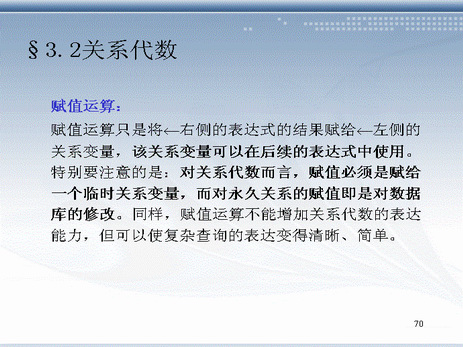 §3.2关系代数
赋值运算：
赋值运算只是将←右侧的表达式的结果赋给←左侧的
关系变量，该关系变量可以在后续的表达式中使用。
特别要注意的是：对关系代数而言，赋值必须是赋给
一个临时关系变量，而对永久关系的赋值即是对数据
库的修改。同样，赋值运算不能增加关系代数的表达
能力，但可以使复杂查询的表达变得清晰、简单。
70